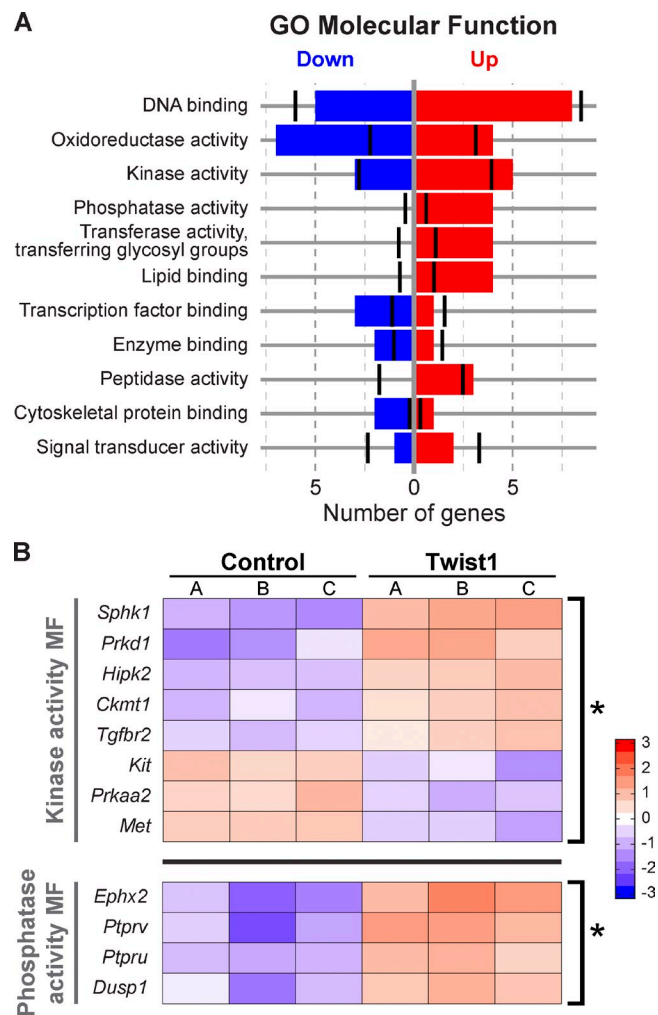 A
GO Molecular Function
Down Up
DNA binding
Oxidoreductase activity
Kinase activity
Phosphatase activity
Transferase activity,
transferring glycosyl groups
Lipid binding
Transcription factor binding
Enzyme binding
Peptidase activity
Cytoskeletal protein binding
Signal transducer activity
5 0 5
Number of genes
B
Control Twist1
A B C A B C
Kinase activity MF
Sphk1
Prkd1
Hipk2
Ckmt1
Tgfbr2
Kit
Prkaa2
Met
*
Phosphatase
activity MF
Ephx2
Ptprv
Ptpru
Dusp1
*
3
2
1
0
-1
-2
-3